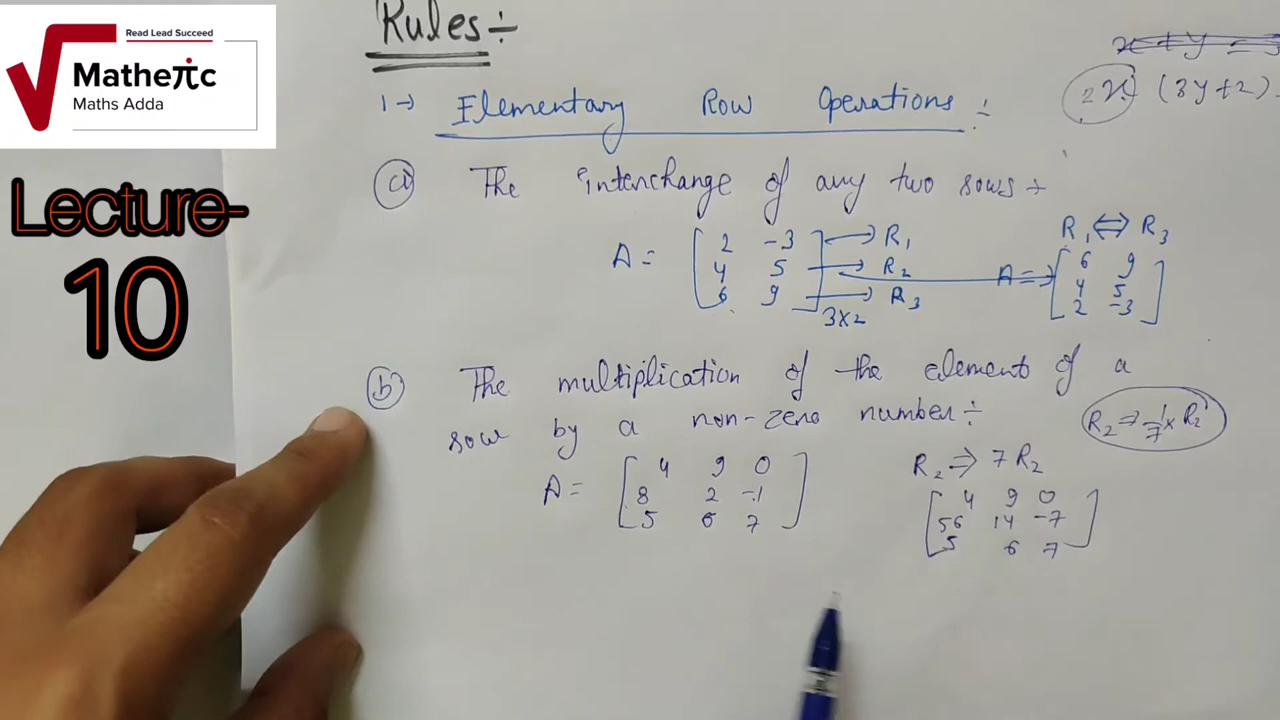 Read Lead Succeed
Matheπc
Maths Adda
Lecture-
10
Rules÷
x+y=
2x (3y+2)
1→ Elementary Row Operations ÷
(a) The interchange of any two rows ÷
R1 ⇔ R3
A = [ 2 -3 ] → R1
[ 4 5 ] → R2
[ 6 9 ] → R3
3×2
A = [ 6 9 ]
[ 4 5 ]
[ 2 -3 ]
(b) The multiplication of the element of a
row by a non-zero number ÷
R2 → 1/7 × R2
A = [ 4 9 0 ]
[ 8 2 -1 ]
[ 5 6 7 ]
R2 ⇒ 7 R2
[ 4 9 0 ]
[ 56 14 -7 ]
[ 5 6 7 ]